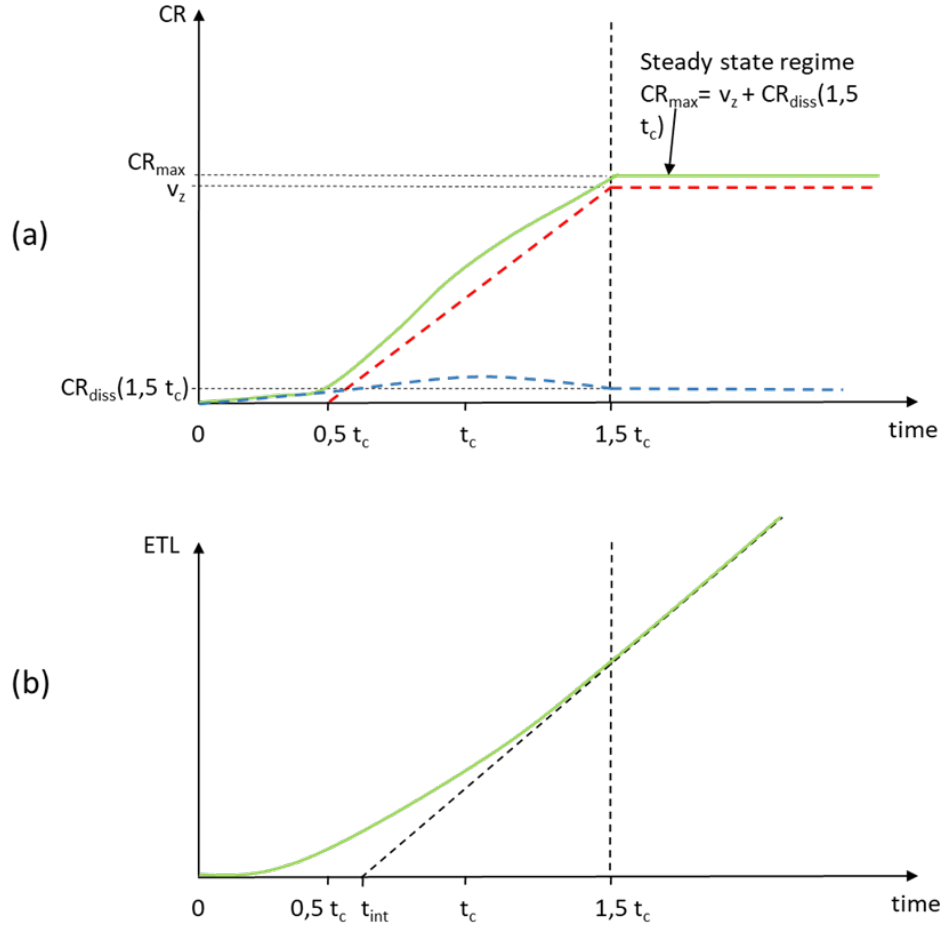 CR
Steady state regime
CRmax= vz + CRdiss(1,5
tc)
CRmax
vz
(a)
CRdiss(1,5 tc)
0 0,5 tc tc 1,5 tc time
ETL
(b)
0 0,5 tc tint tc 1,5 tc time